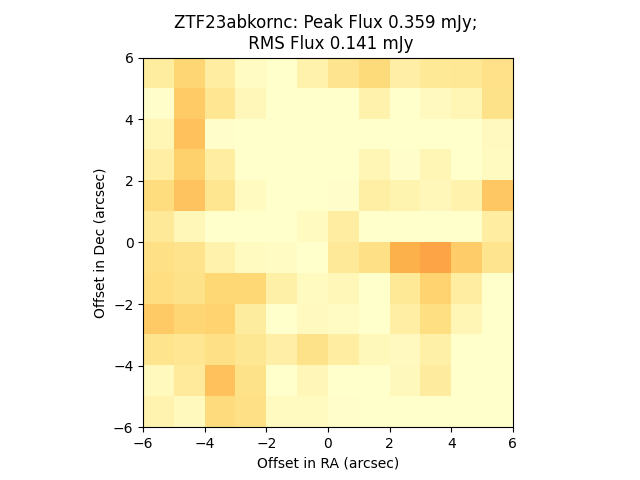 ZTF23abkornc: Peak Flux 0.359 mJy;
RMS Flux 0.141 mJy
6
4
2
0
−2
−4
−6
Offset in Dec (arcsec)
−6 −4 −2 0 2 4 6
Offset in RA (arcsec)